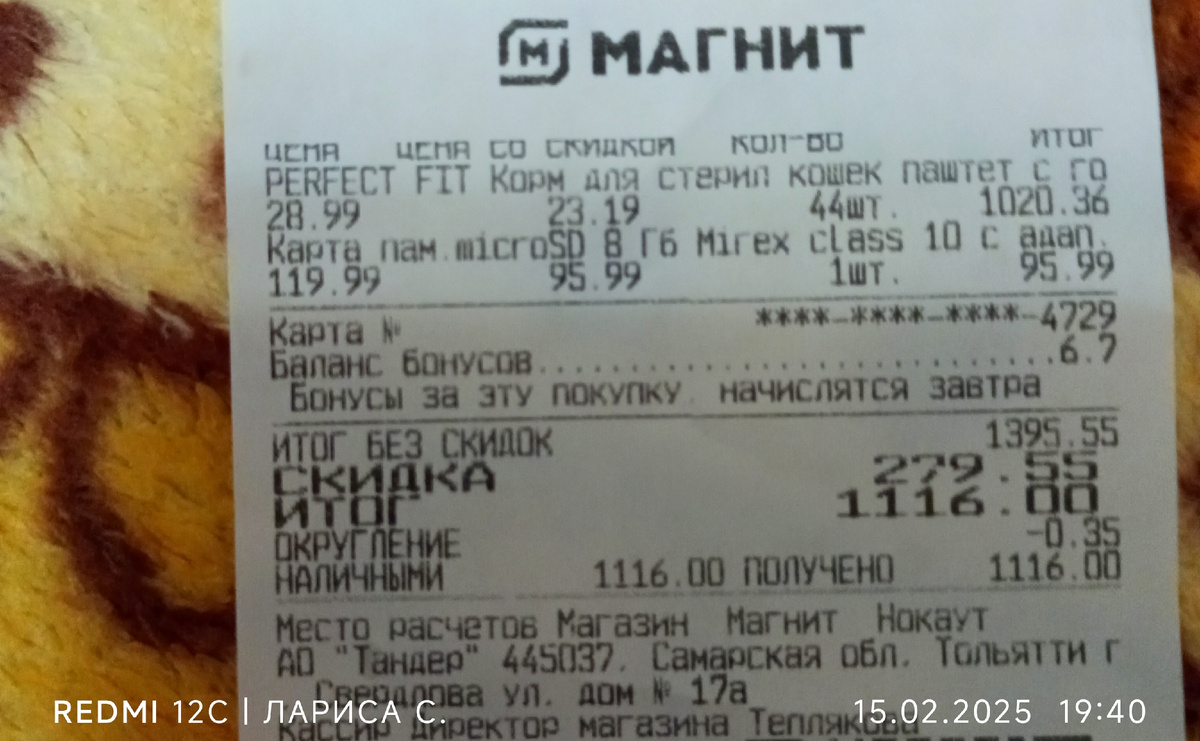 М МАГНИТ
ЦЕНА ЦЕНА СО СКИДКОЙ КОЛ-ВО ИТОГ
PERFECT FIT Корм для стерил кошек паштет с го
28.99 23.19 44шт. 1020.36
Карта пам.microSD 8 Гб Mirex class 10 с адап.
119.99 95.99 1шт. 95.99
Карта № ****-****-****-4729
Баланс бонусов..............................6.7
Бонусы за эту покупку начислятся завтра
ИТОГ БЕЗ СКИДОК 1395.55
СКИДКА 279.55
ИТОГ 1116.00
ОКРУГЛЕНИЕ -0.35
НАЛИЧНЫМИ 1116.00 ПОЛУЧЕНО 1116.00
Место расчетов Магазин Магнит Нокаут
АО "Тандер" 445037. Самарская обл. Тольятти г
Свердлова ул. дом № 17а
Кассир директор магазина Теплякова
REDMI 12C | ЛАРИСА С. 15.02.2025 19:40